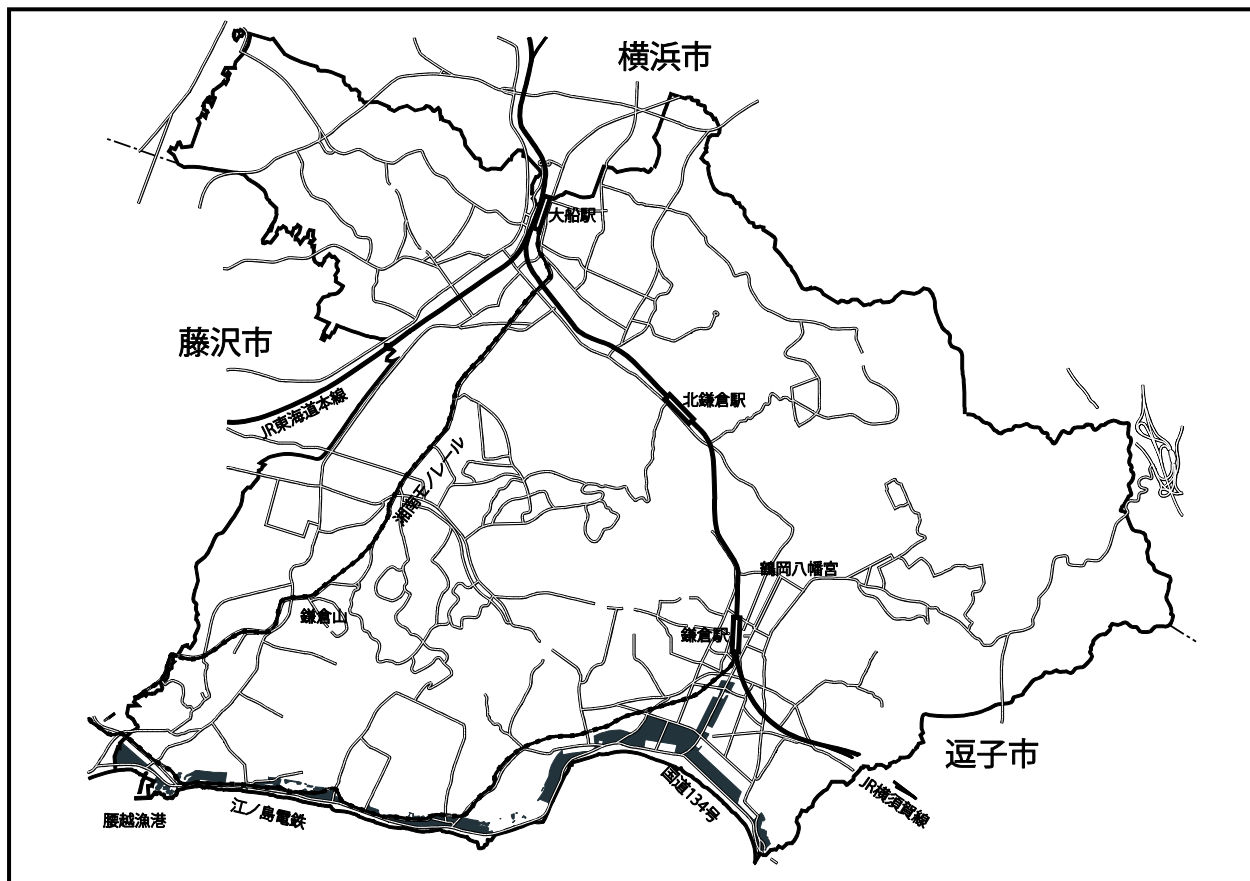 横浜市
大船駅
藤沢市
JR東海道本線
北鎌倉駅
湘南モノレール
鶴岡八幡宮
鎌倉山
鎌倉駅
逗子市
国道134号
JR横須賀線
江ノ島電鉄
腰越漁港